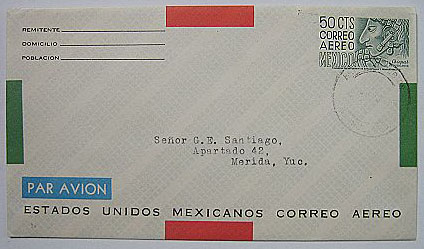 REMITENTE
DOMICILIO
POBLACION
50 CTS
CORREO
AEREO
MEXICO
Señor G.E. Santiago,
Apartado 42,
Merida, Yuc.
PAR AVION
ESTADOS UNIDOS MEXICANOS CORREO AEREO